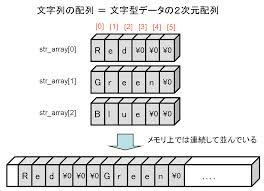 文字列の配列 = 文字型データの2次元配列
[0] [1] [2] [3] [4] [5]
str_array[0] R e d ¥0 ¥0 ¥0
str_array[1] G r e e n ¥0
str_array[2] B l u e ¥0 ¥0
メモリ上では連続して並んでいる
R e d ¥0 ¥0 ¥0 G r e e n ¥0 ....